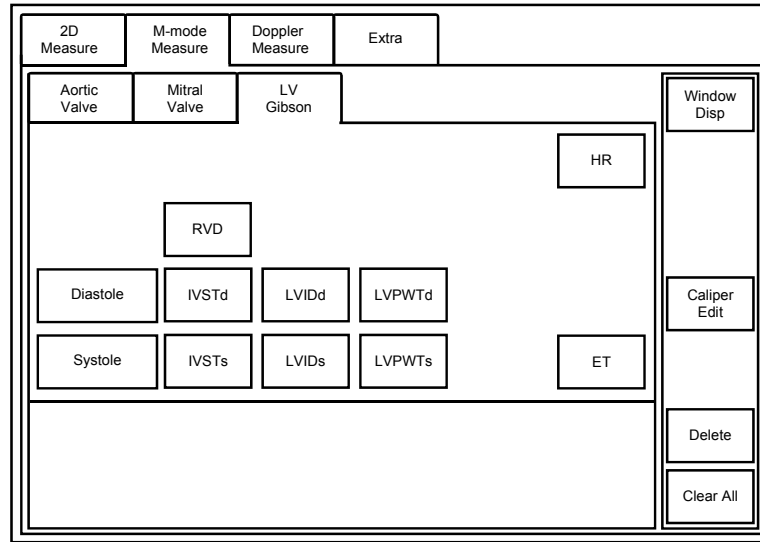 2D
Measure
M-mode
Measure
Doppler
Measure
Extra
Aortic
Valve
Mitral
Valve
LV
Gibson
Window
Disp
HR
RVD
Diastole
IVSTd
LVIDd
LVPWTd
Caliper
Edit
Systole
IVSTs
LVIDs
LVPWTs
ET
Delete
Clear All